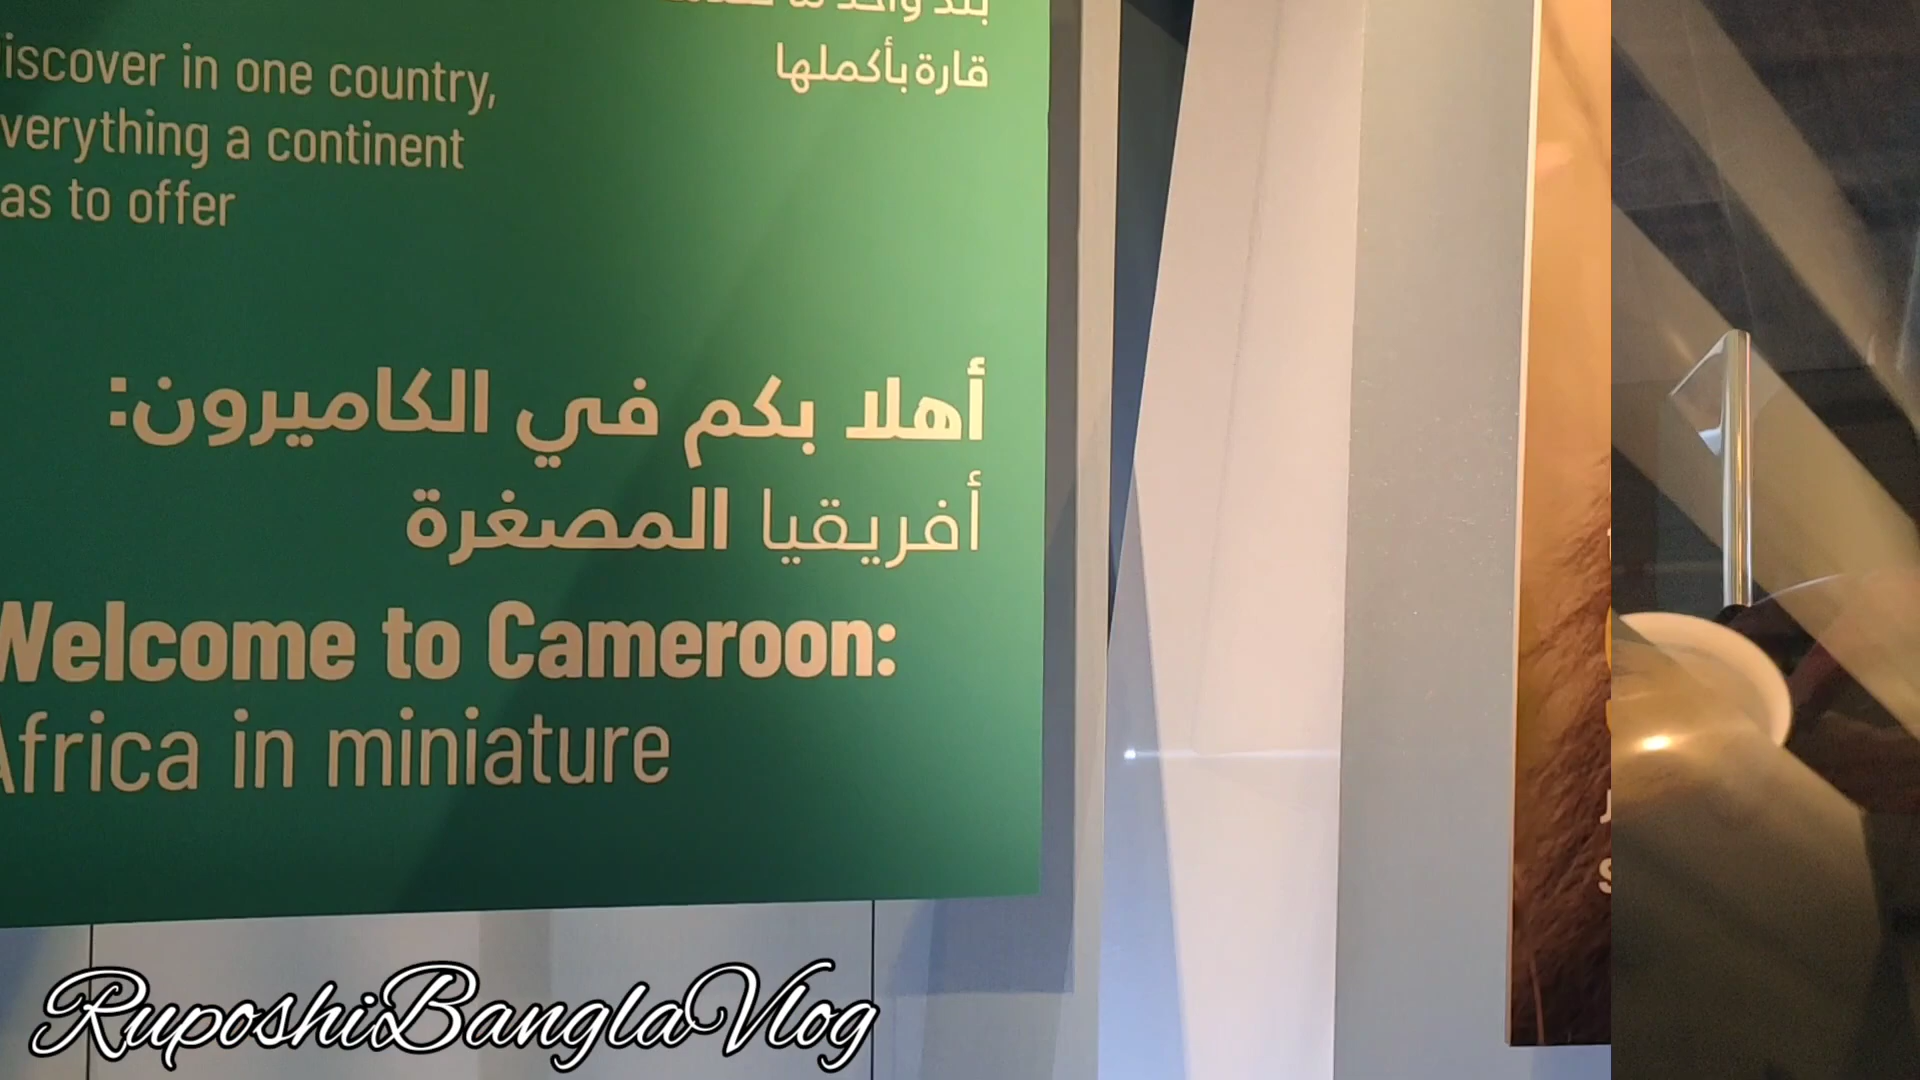 قارة بأكملها
iscover in one country,
verything a continent
as to offer
أهلا بكم في الكاميرون:
أفريقيا المصغرة
Welcome to Cameroon:
Africa in miniature
RuposhiBanglaVlog